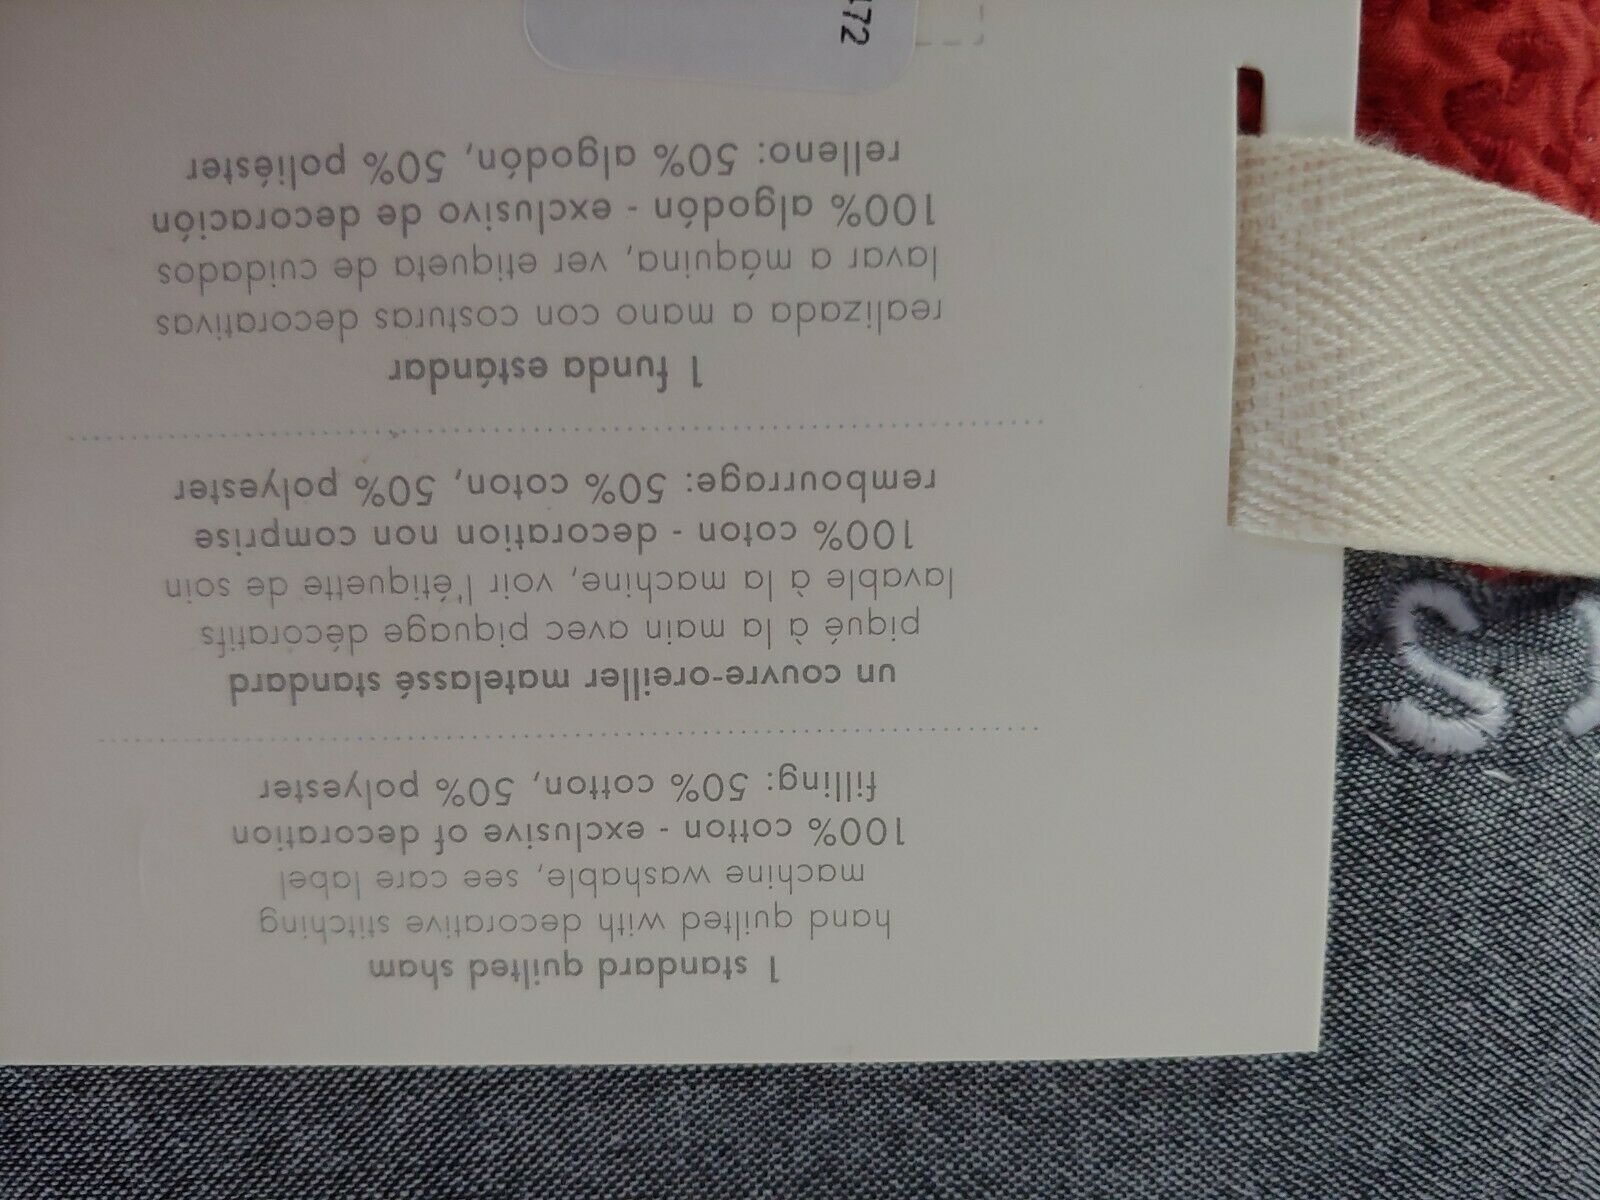 1 standard quilted sham
hand quilted with decorative stitching
machine washable, see care label
100% cotton - exclusive of decoration
filling: 50% cotton, 50% polyester
un couvre-oreiller matelassé standard
piqué à la main avec piquage décoratifs
lavable à la machine, voir l'étiquette de soin
100% coton - decoration non comprise
rembourrage: 50% coton, 50% polyester
1 funda estándar
realizada a mano con costuras decorativas
lavar a máquina, ver etiqueta de cuidados
100% algodón - exclusivo de decoración
relleno: 50% algodón, 50% poliéster
472
S